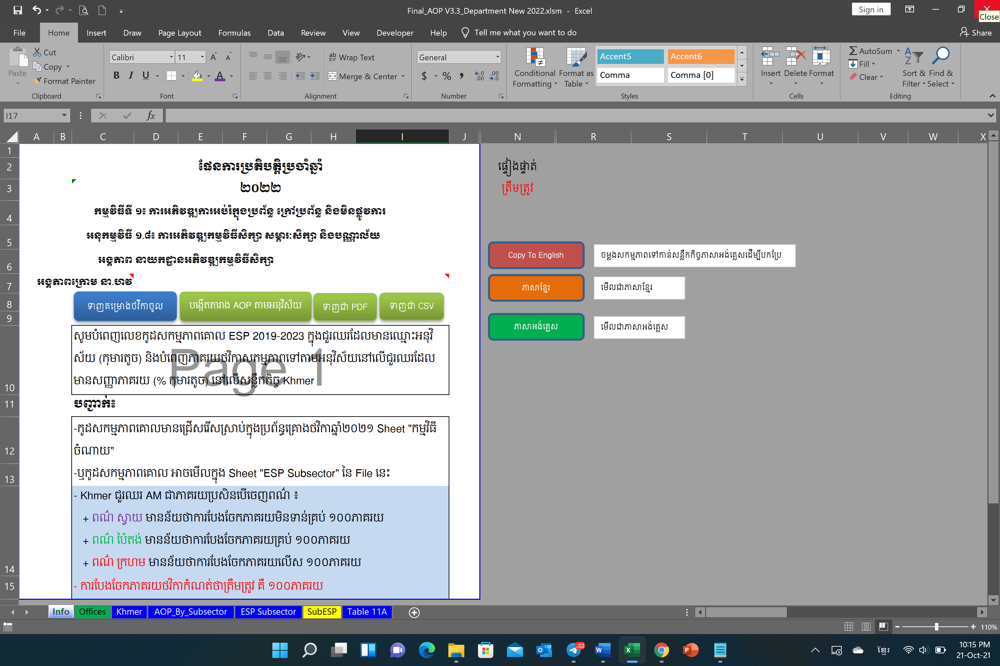 Final_AOP V3.3_Department New 2022.xlsm - Excel
Sign in
Close
File Home Insert Draw Page Layout Formulas Data Review View Developer Help Tell me what you want to do Share
Paste
Cut
Copy
Format Painter
Clipboard
Calibri 11
B I U
Font
Wrap Text
Merge & Center
Alignment
General
$ % ,
Number
Conditional Formatting
Format as Table
Accent5 Accent6
Comma Comma [0]
Styles
Insert Delete Format
Cells
AutoSum
Fill
Clear
Sort & Filter
Find & Select
Editing
I17 fx
A B C D E F G H I J N R S T U V W X
1
2 ផែនការប្រតិបត្តិប្រចាំឆ្នាំ ផ្ទៀងផ្ទាត់
3 ២០២២ ត្រឹមត្រូវ
4 កម្មវិធីទី ១៖ ការអភិវឌ្ឍការអប់រំក្នុងប្រព័ន្ធ ក្រៅប្រព័ន្ធ និងមិនផ្លូវការ
5 អនុកម្មវិធី ១.៨៖ ការអភិវឌ្ឍកម្មវិធីសិក្សា សម្ភារៈសិក្សា និងបណ្ណាល័យ
6 អង្គភាព នាយកដ្ឋានអភិវឌ្ឍកម្មវិធីសិក្សា
Copy To English ចម្លងសកម្មភាពទៅកាន់សន្លឹកកិច្ចភាសាអង់គ្លេសដើម្បីបកប្រែ
7 អង្គភាពក្រោម នា.ហវ
ភាសាខ្មែរ មើលជាភាសាខ្មែរ
8 ទាញគម្រោងថវិកាចូល បង្កើតតារាង AOP តាមអនុវិស័យ ទាញជា PDF ទាញជា CSV
9
ភាសាអង់គ្លេស មើលជាភាសាអង់គ្លេស
សូមបំពេញលេខកូដសកម្មភាពគោល ESP 2019-2023 ក្នុងជួរឈរដែលមានឈ្មោះអនុវិ
ស័យ (កុមារតូច) និងបំពេញភាគរយថវិកាសកម្មភាពទៅតាមអនុវិស័យនៅលើជួរឈរដែល
10 មានសញ្ញាភាគរយ (% កុមារតូច) នៅលើសន្លឹកកិច្ច Khmer
Page 1
11 បញ្ជាក់៖
-កូដសកម្មភាពគោលមានជ្រើសរើសស្រាប់ក្នុងប្រព័ន្ធគ្រោងថវិកាឆ្នាំ២០២១ Sheet "កម្មវិធី
12 ចំណាយ"
13 -ឬកូដសកម្មភាពគោល អាចមើលក្នុង Sheet "ESP Subsector" នៃ File នេះ
- Khmer ជួរឈរ AM ជាភាគរយប្រសិនបើចេញពណ៌ ៖
+ ពណ៌ ស្វាយ មានន័យថាការបែងចែកភាគរយមិនទាន់គ្រប់ ១០០ភាគរយ
+ ពណ៌ បៃតង់ មានន័យថាការបែងចែកភាគរយគ្រប់ ១០០ភាគរយ
14 + ពណ៌ ក្រហម មានន័យថាការបែងចែកភាគរយលើស ១០០ភាគរយ
15 - ការបែងចែកភាគរយថវិកាកំណត់ថាត្រឹមត្រូវ គឺ ១០០ភាគរយ
Info Offices Khmer AOP_By_Subsector ESP Subsector SubESP Table 11A
110%
..02
ខ្មែរ
10:15 PM
21-Oct-21